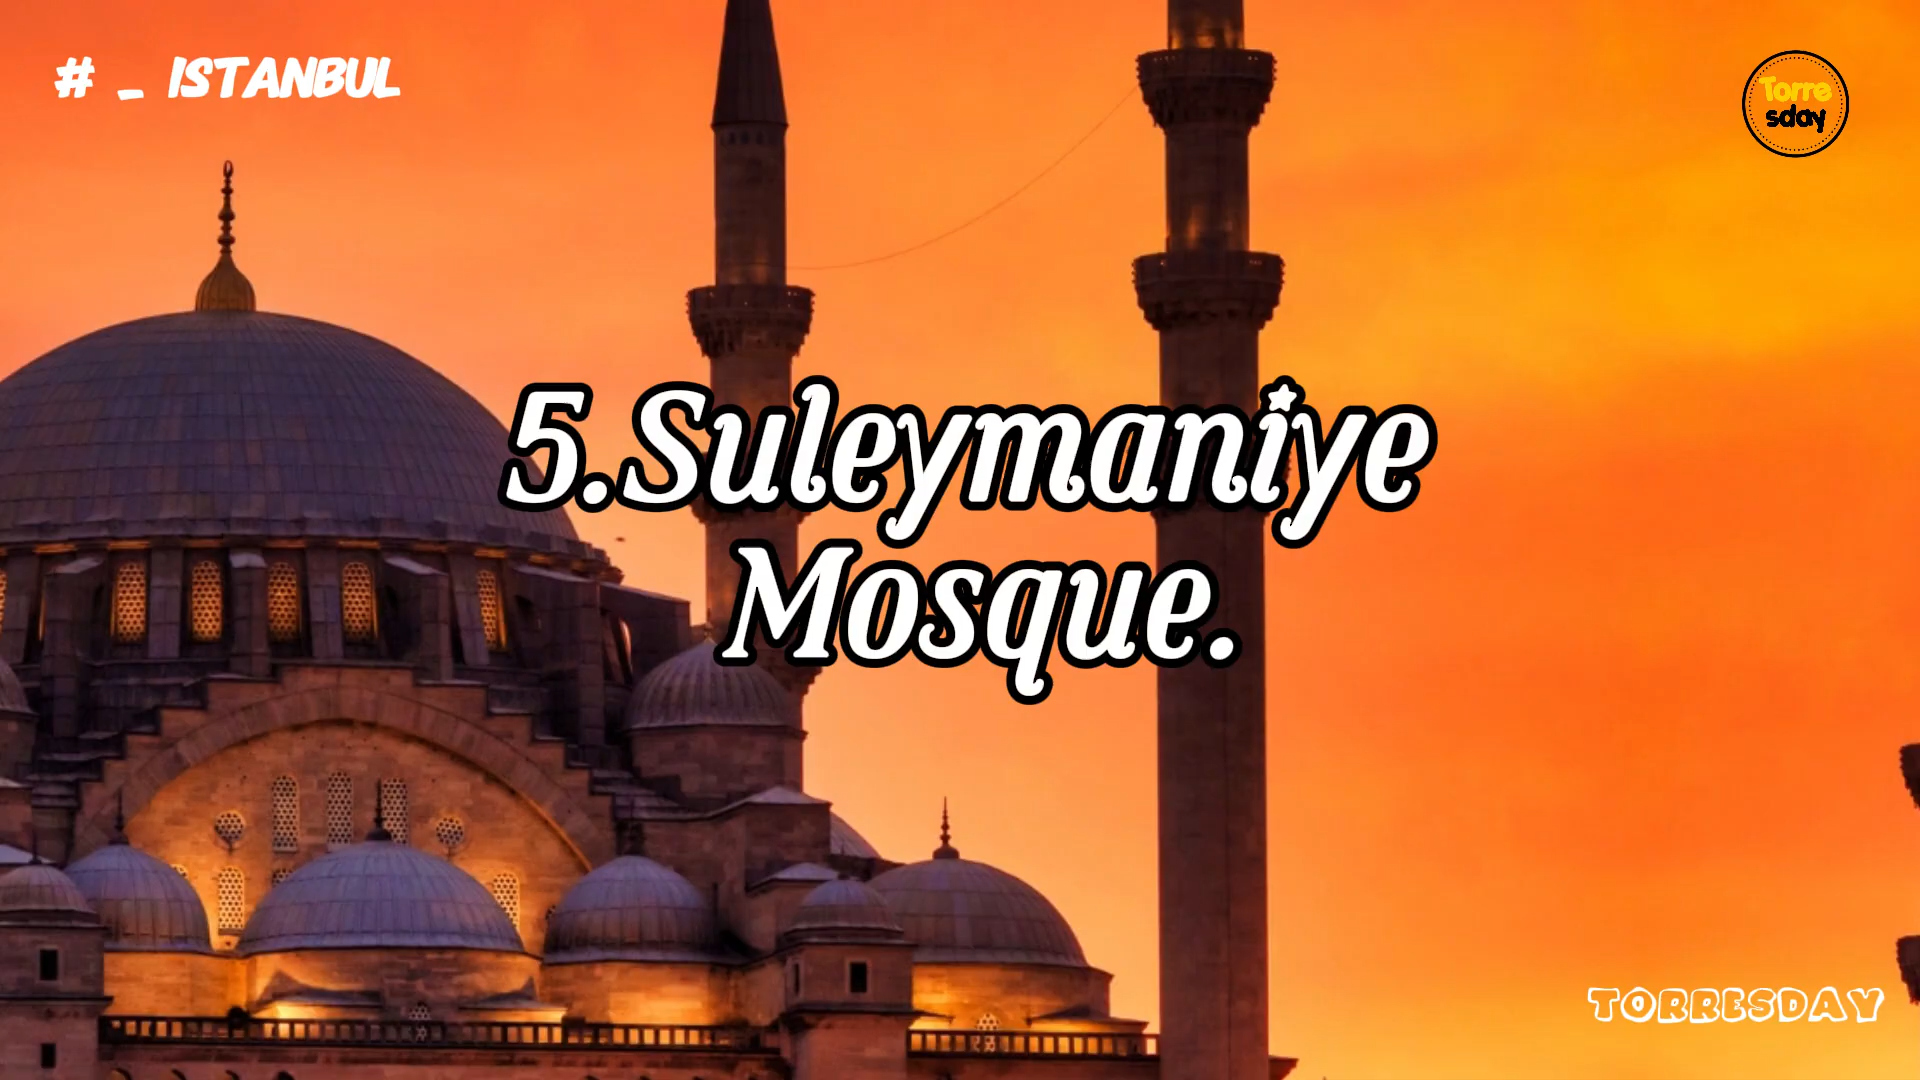 # _ ISTANBUL
Torre
sday
5.Suleymaniye
Mosque.
TORRESDAY